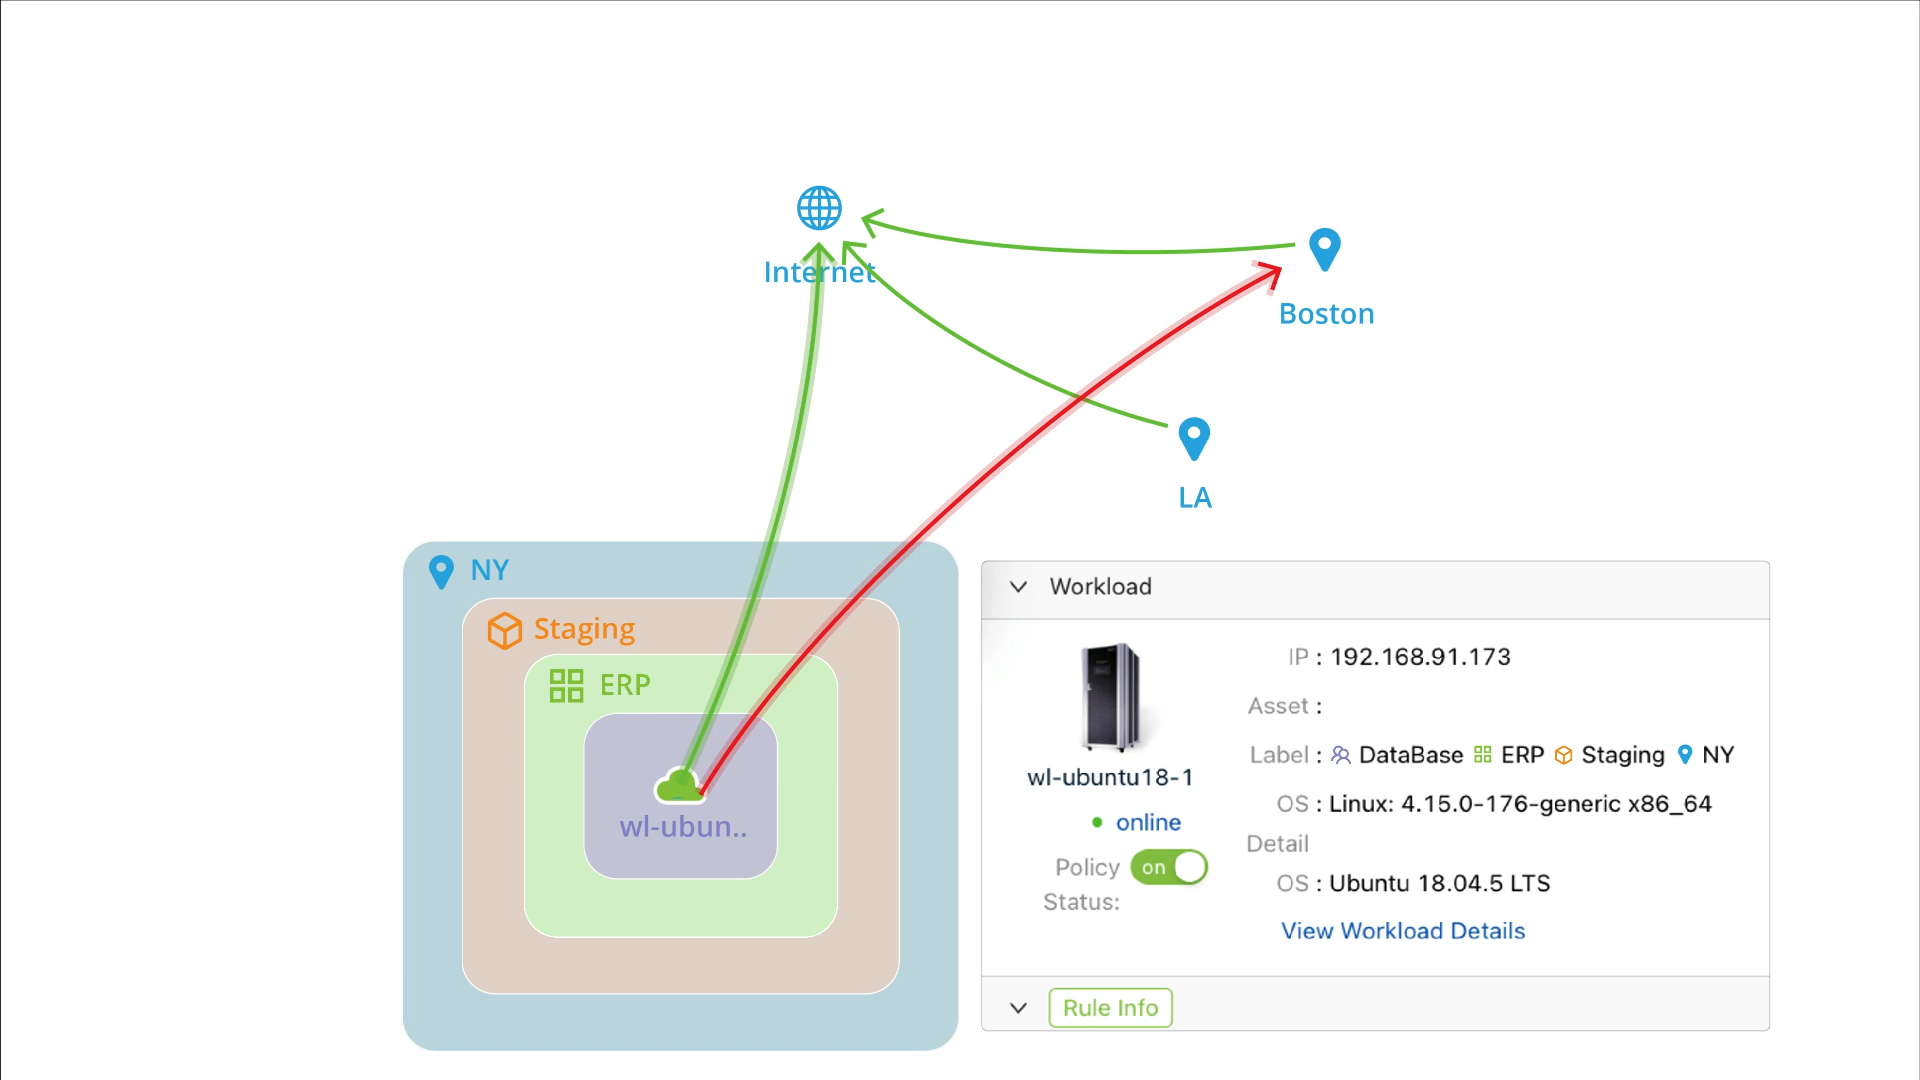 Internet
Boston
LA
NY
Staging
ERP
wl-ubun..
Workload
wl-ubuntu18-1
online
Policy on
Status:
IP : 192.168.91.173
Asset :
Label : DataBase ERP Staging NY
OS : Linux: 4.15.0-176-generic x86_64
Detail
OS : Ubuntu 18.04.5 LTS
View Workload Details
Rule Info